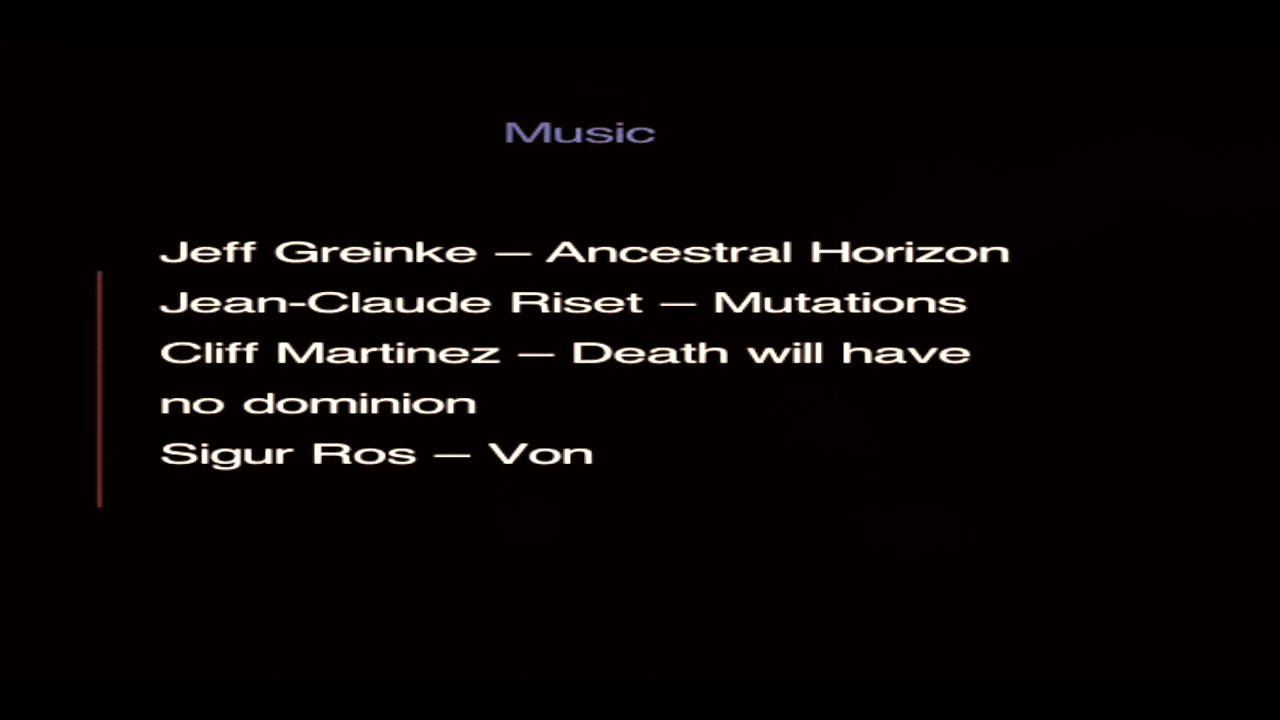 Music
Jeff Greinke – Ancestral Horizon
Jean-Claude Riset – Mutations
Cliff Martinez – Death will have
no dominion
Sigur Ros – Von